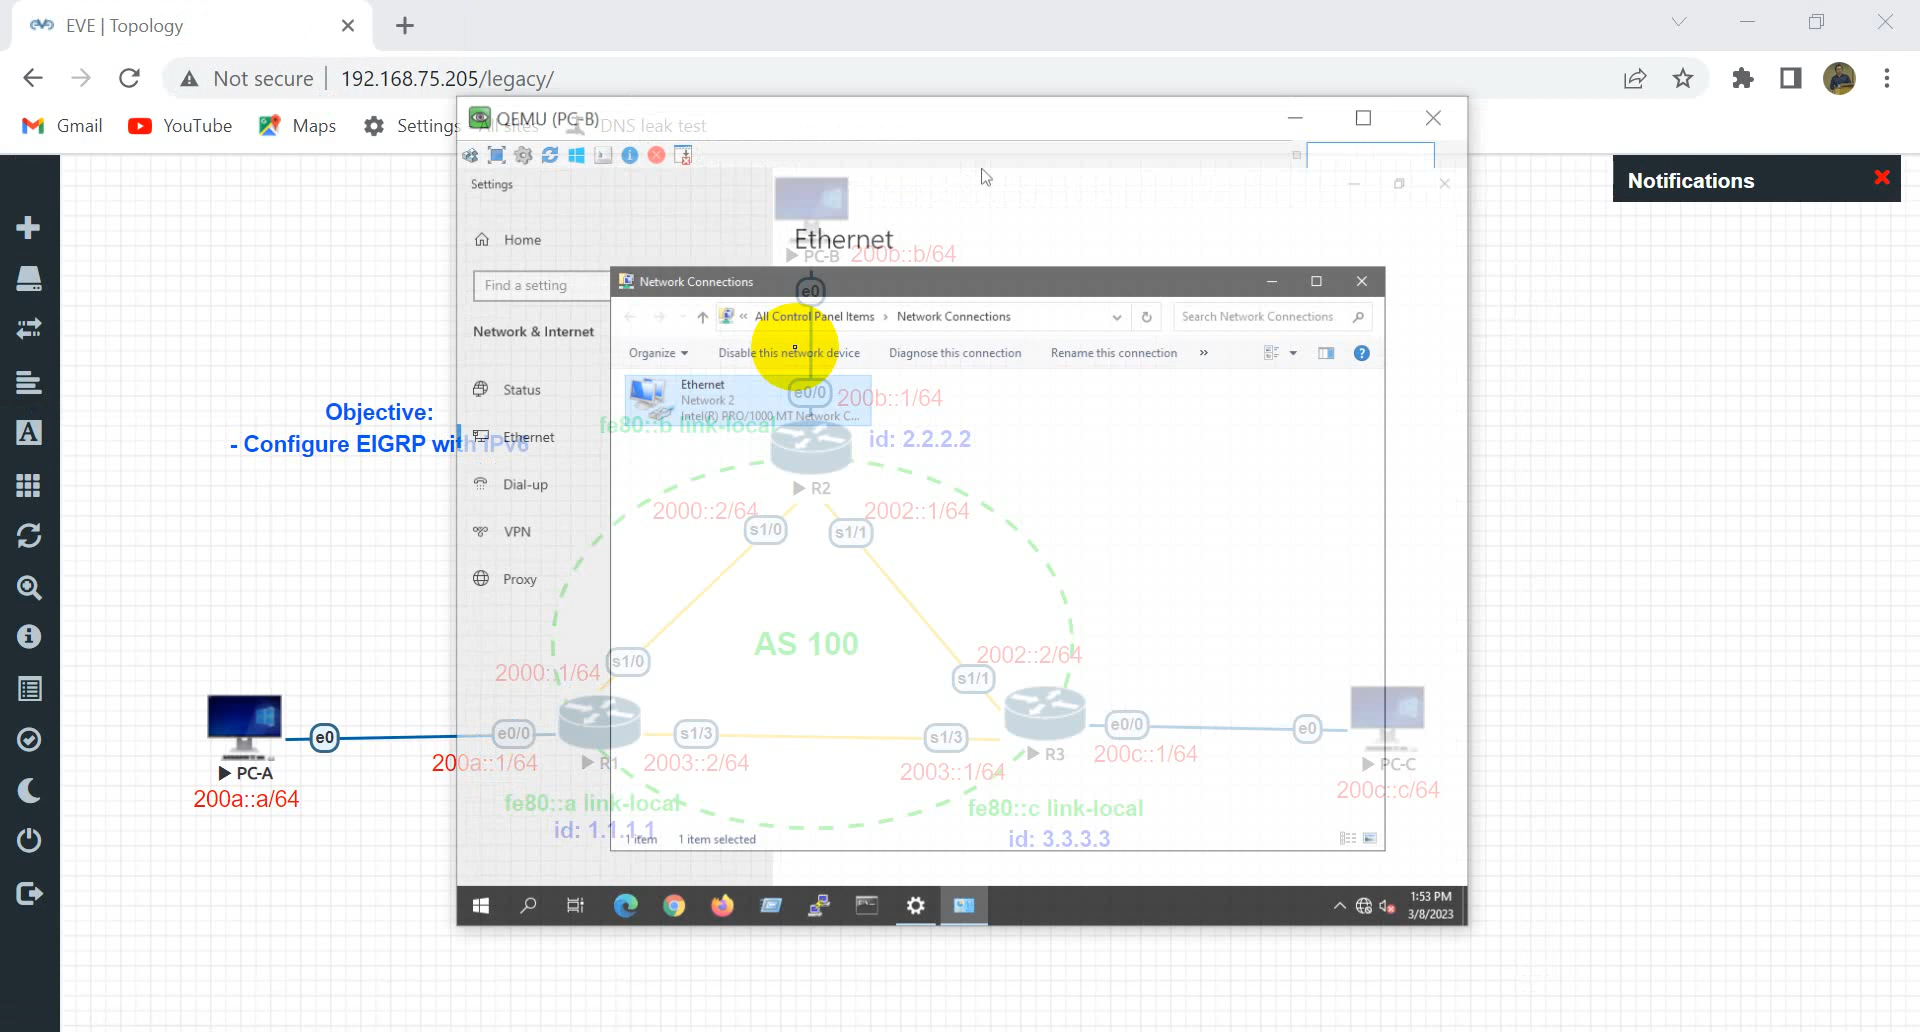 EVE | Topology
Not secure
192.168.75.205/legacy/
Gmail
YouTube
Maps
Settings
All sites
DNS leak test
QEMU (PC-B)
Notifications
Settings
Home
Ethernet
PC-B
200b::b/64
Find a setting
Network Connections
e0
Network & Internet
All Control Panel Items
Network Connections
Search Network Connections
Organize
Disable this network device
Diagnose this connection
Rename this connection
Status
Ethernet
Network 2
Intel(R) PRO/1000 MT Network C...
e0/0
200b::1/64
fe80::b link-local
id: 2.2.2.2
Objective:
- Configure EIGRP with IPv6
Ethernet
Dial-up
R2
2000::2/64
2002::1/64
s1/0
s1/1
VPN
Proxy
AS 100
2000::1/64
s1/0
2002::2/64
s1/1
e0
e0/0
s1/3
s1/3
e0/0
e0
PC-A
200a::a/64
200a::1/64
R1
2003::2/64
2003::1/64
R3
200c::1/64
PC-C
200c::c/64
fe80::a link-local
id: 1.1.1.1
fe80::c link-local
id: 3.3.3.3
1 item
1 item selected
1:53 PM
3/8/2023